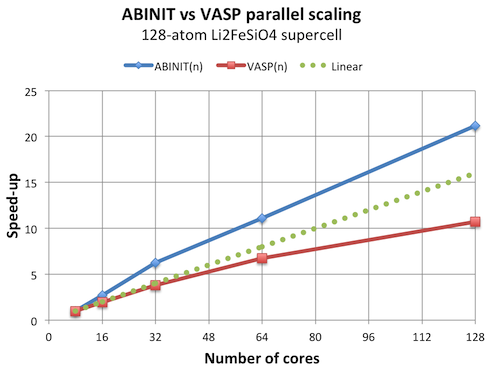 ABINIT vs VASP parallel scaling
128-atom Li2FeSiO4 supercell
ABINIT(n) VASP(n) Linear
25
20
15
10
5
0
Speed-up
0 16 32 48 64 80 96 112 128
Number of cores